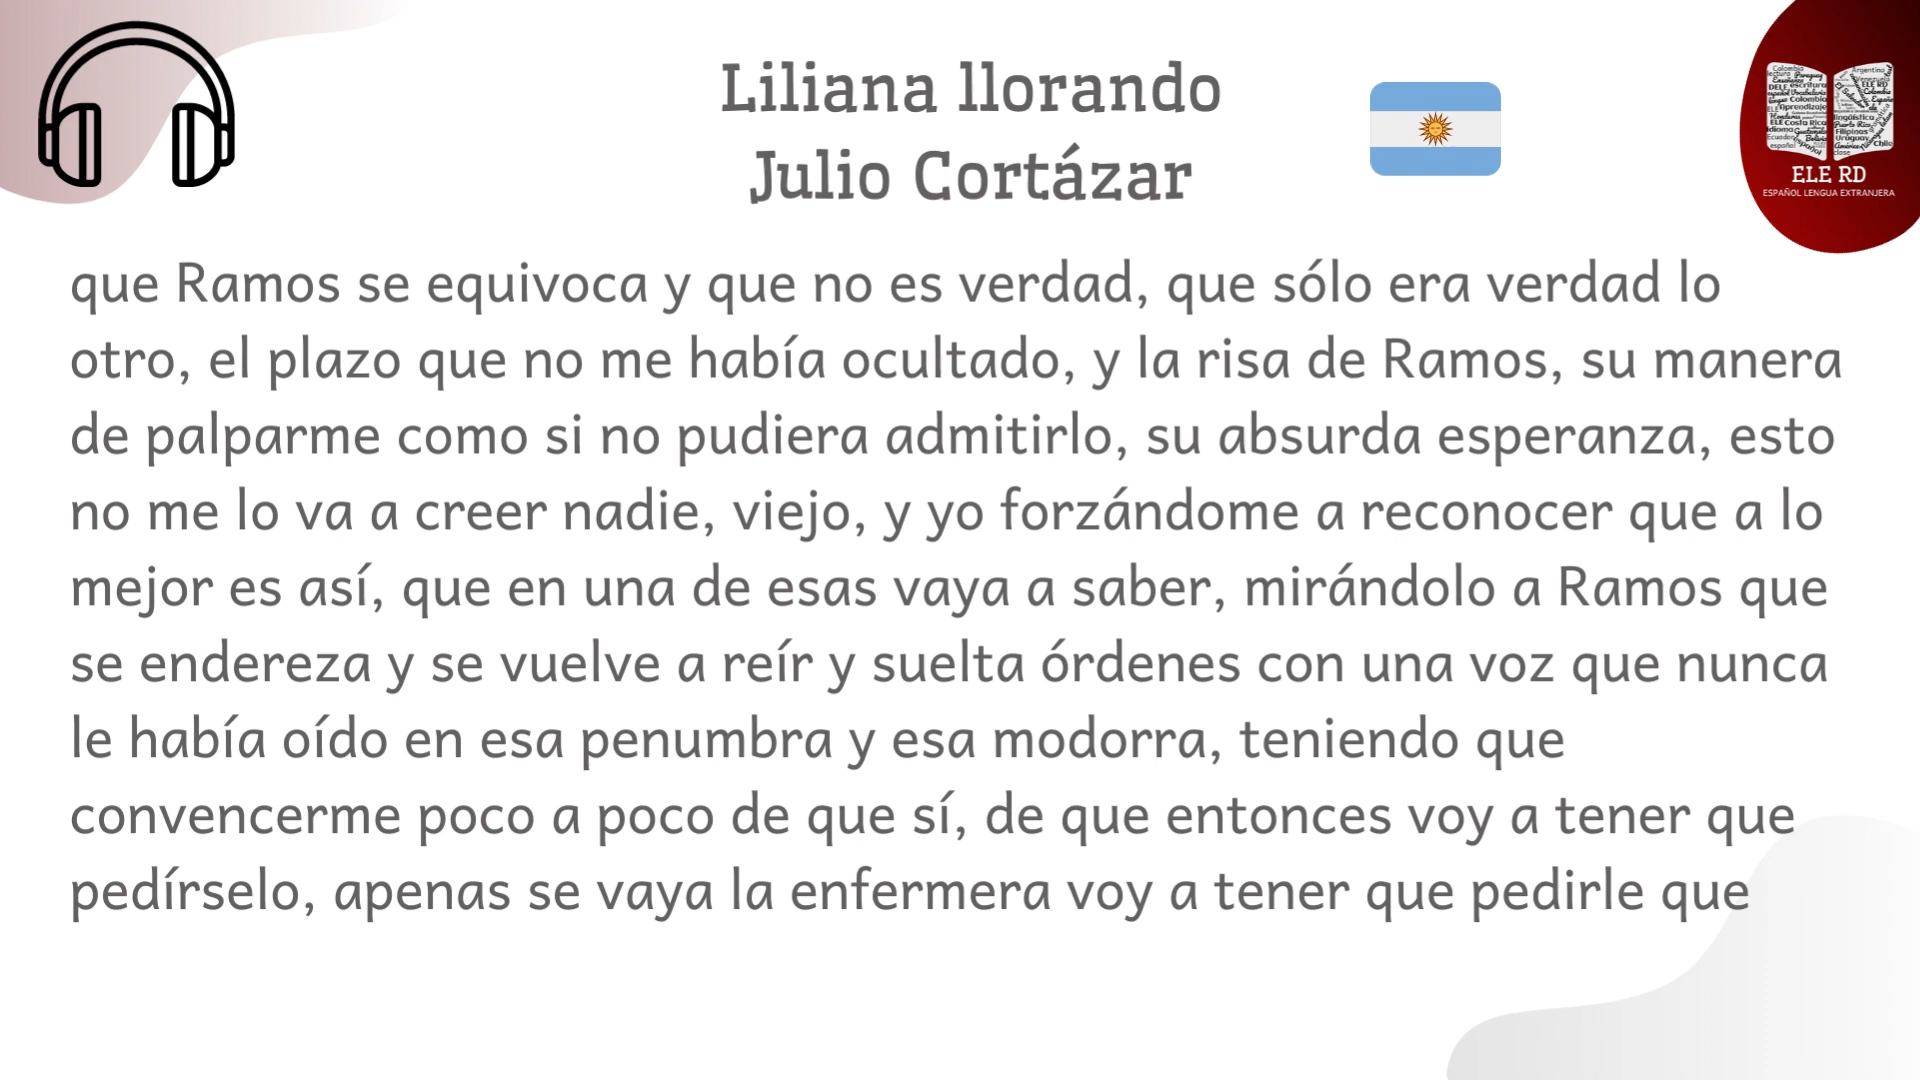 Liliana llorando
Julio Cortázar
ELE RD
ESPAÑOL LENGUA EXTRANJERA
que Ramos se equivoca y que no es verdad, que sólo era verdad lo
otro, el plazo que no me había ocultado, y la risa de Ramos, su manera
de palparme como si no pudiera admitirlo, su absurda esperanza, esto
no me lo va a creer nadie, viejo, y yo forzándome a reconocer que a lo
mejor es así, que en una de esas vaya a saber, mirándolo a Ramos que
se endereza y se vuelve a reír y suelta órdenes con una voz que nunca
le había oído en esa penumbra y esa modorra, teniendo que
convencerme poco a poco de que sí, de que entonces voy a tener que
pedírselo, apenas se vaya la enfermera voy a tener que pedirle que